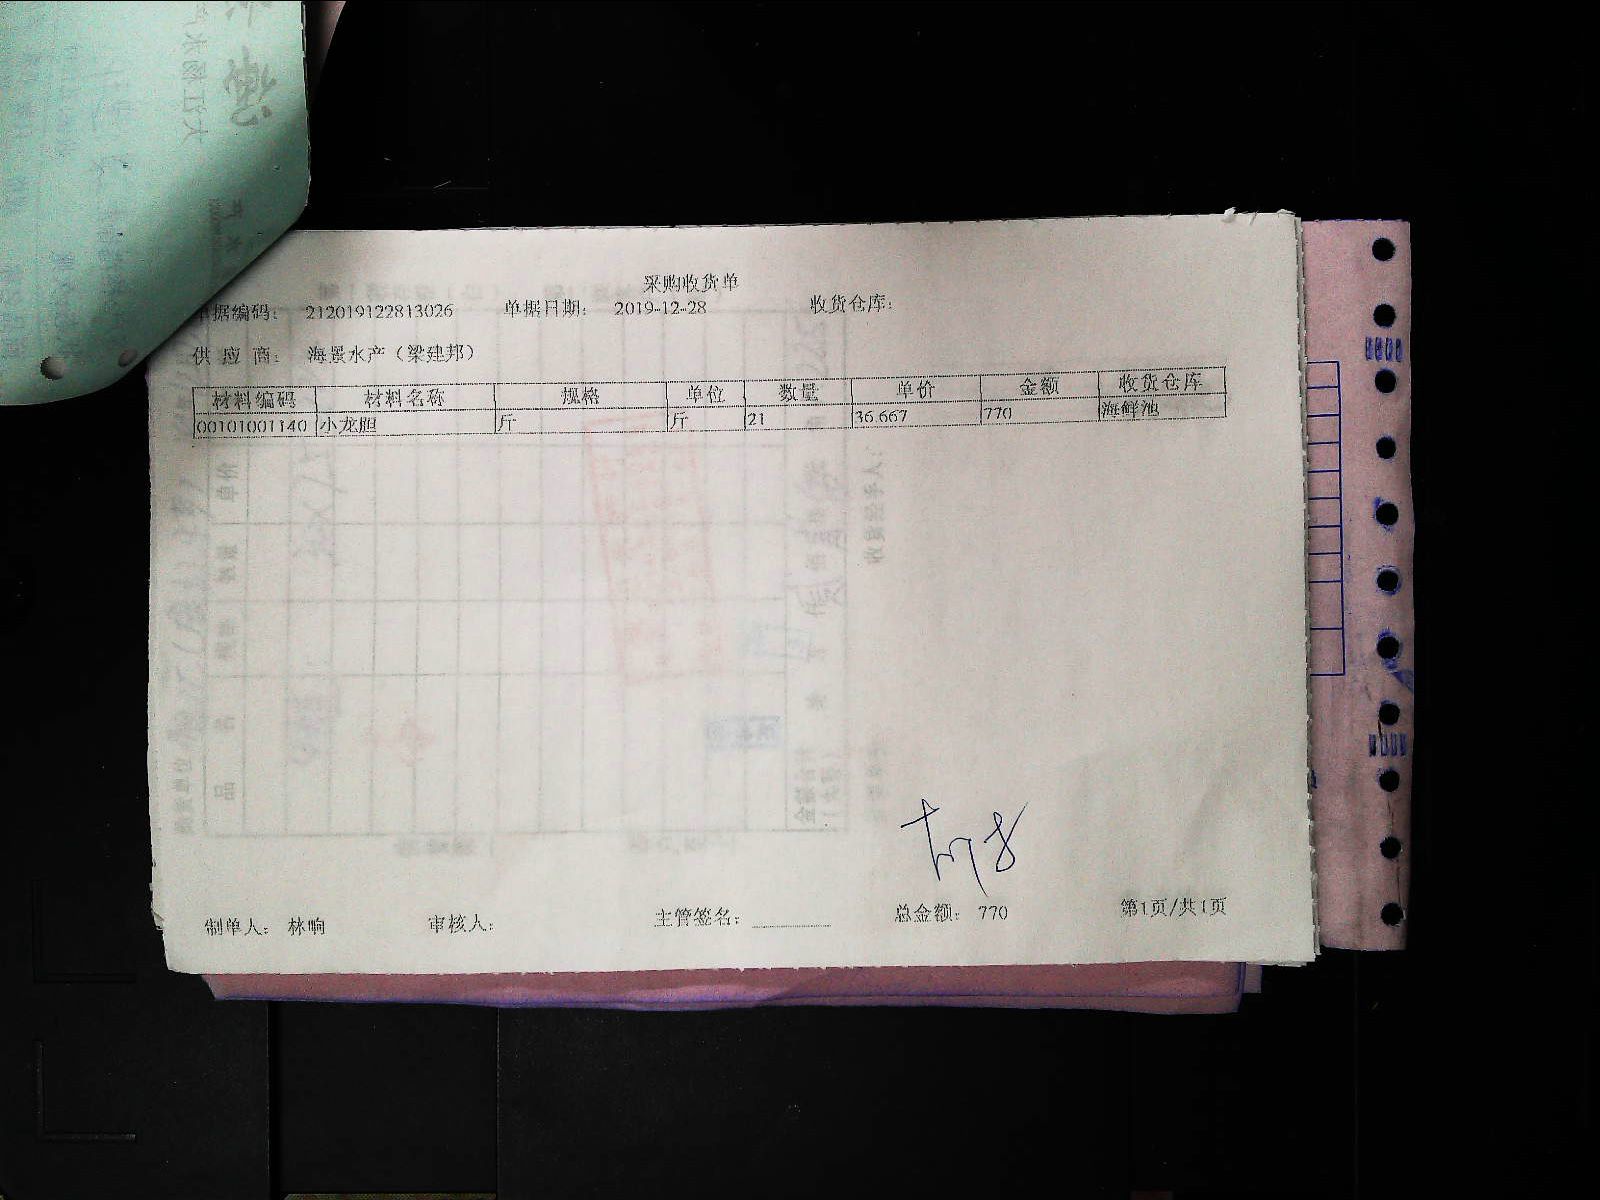 采购收货单
单据编码: 212019122813026 单据日期: 2019-12-28 收货仓库:
供 应 商: 海景水产（梁建邦）
材料编码 材料名称 规格 单位 数量 单价 金额 收货仓库
00101001140 小龙胆 斤 斤 21 36.667 770 海鲜池
制单人: 林响 审核人: 主管签名: 总金额: 770 第1页/共1页